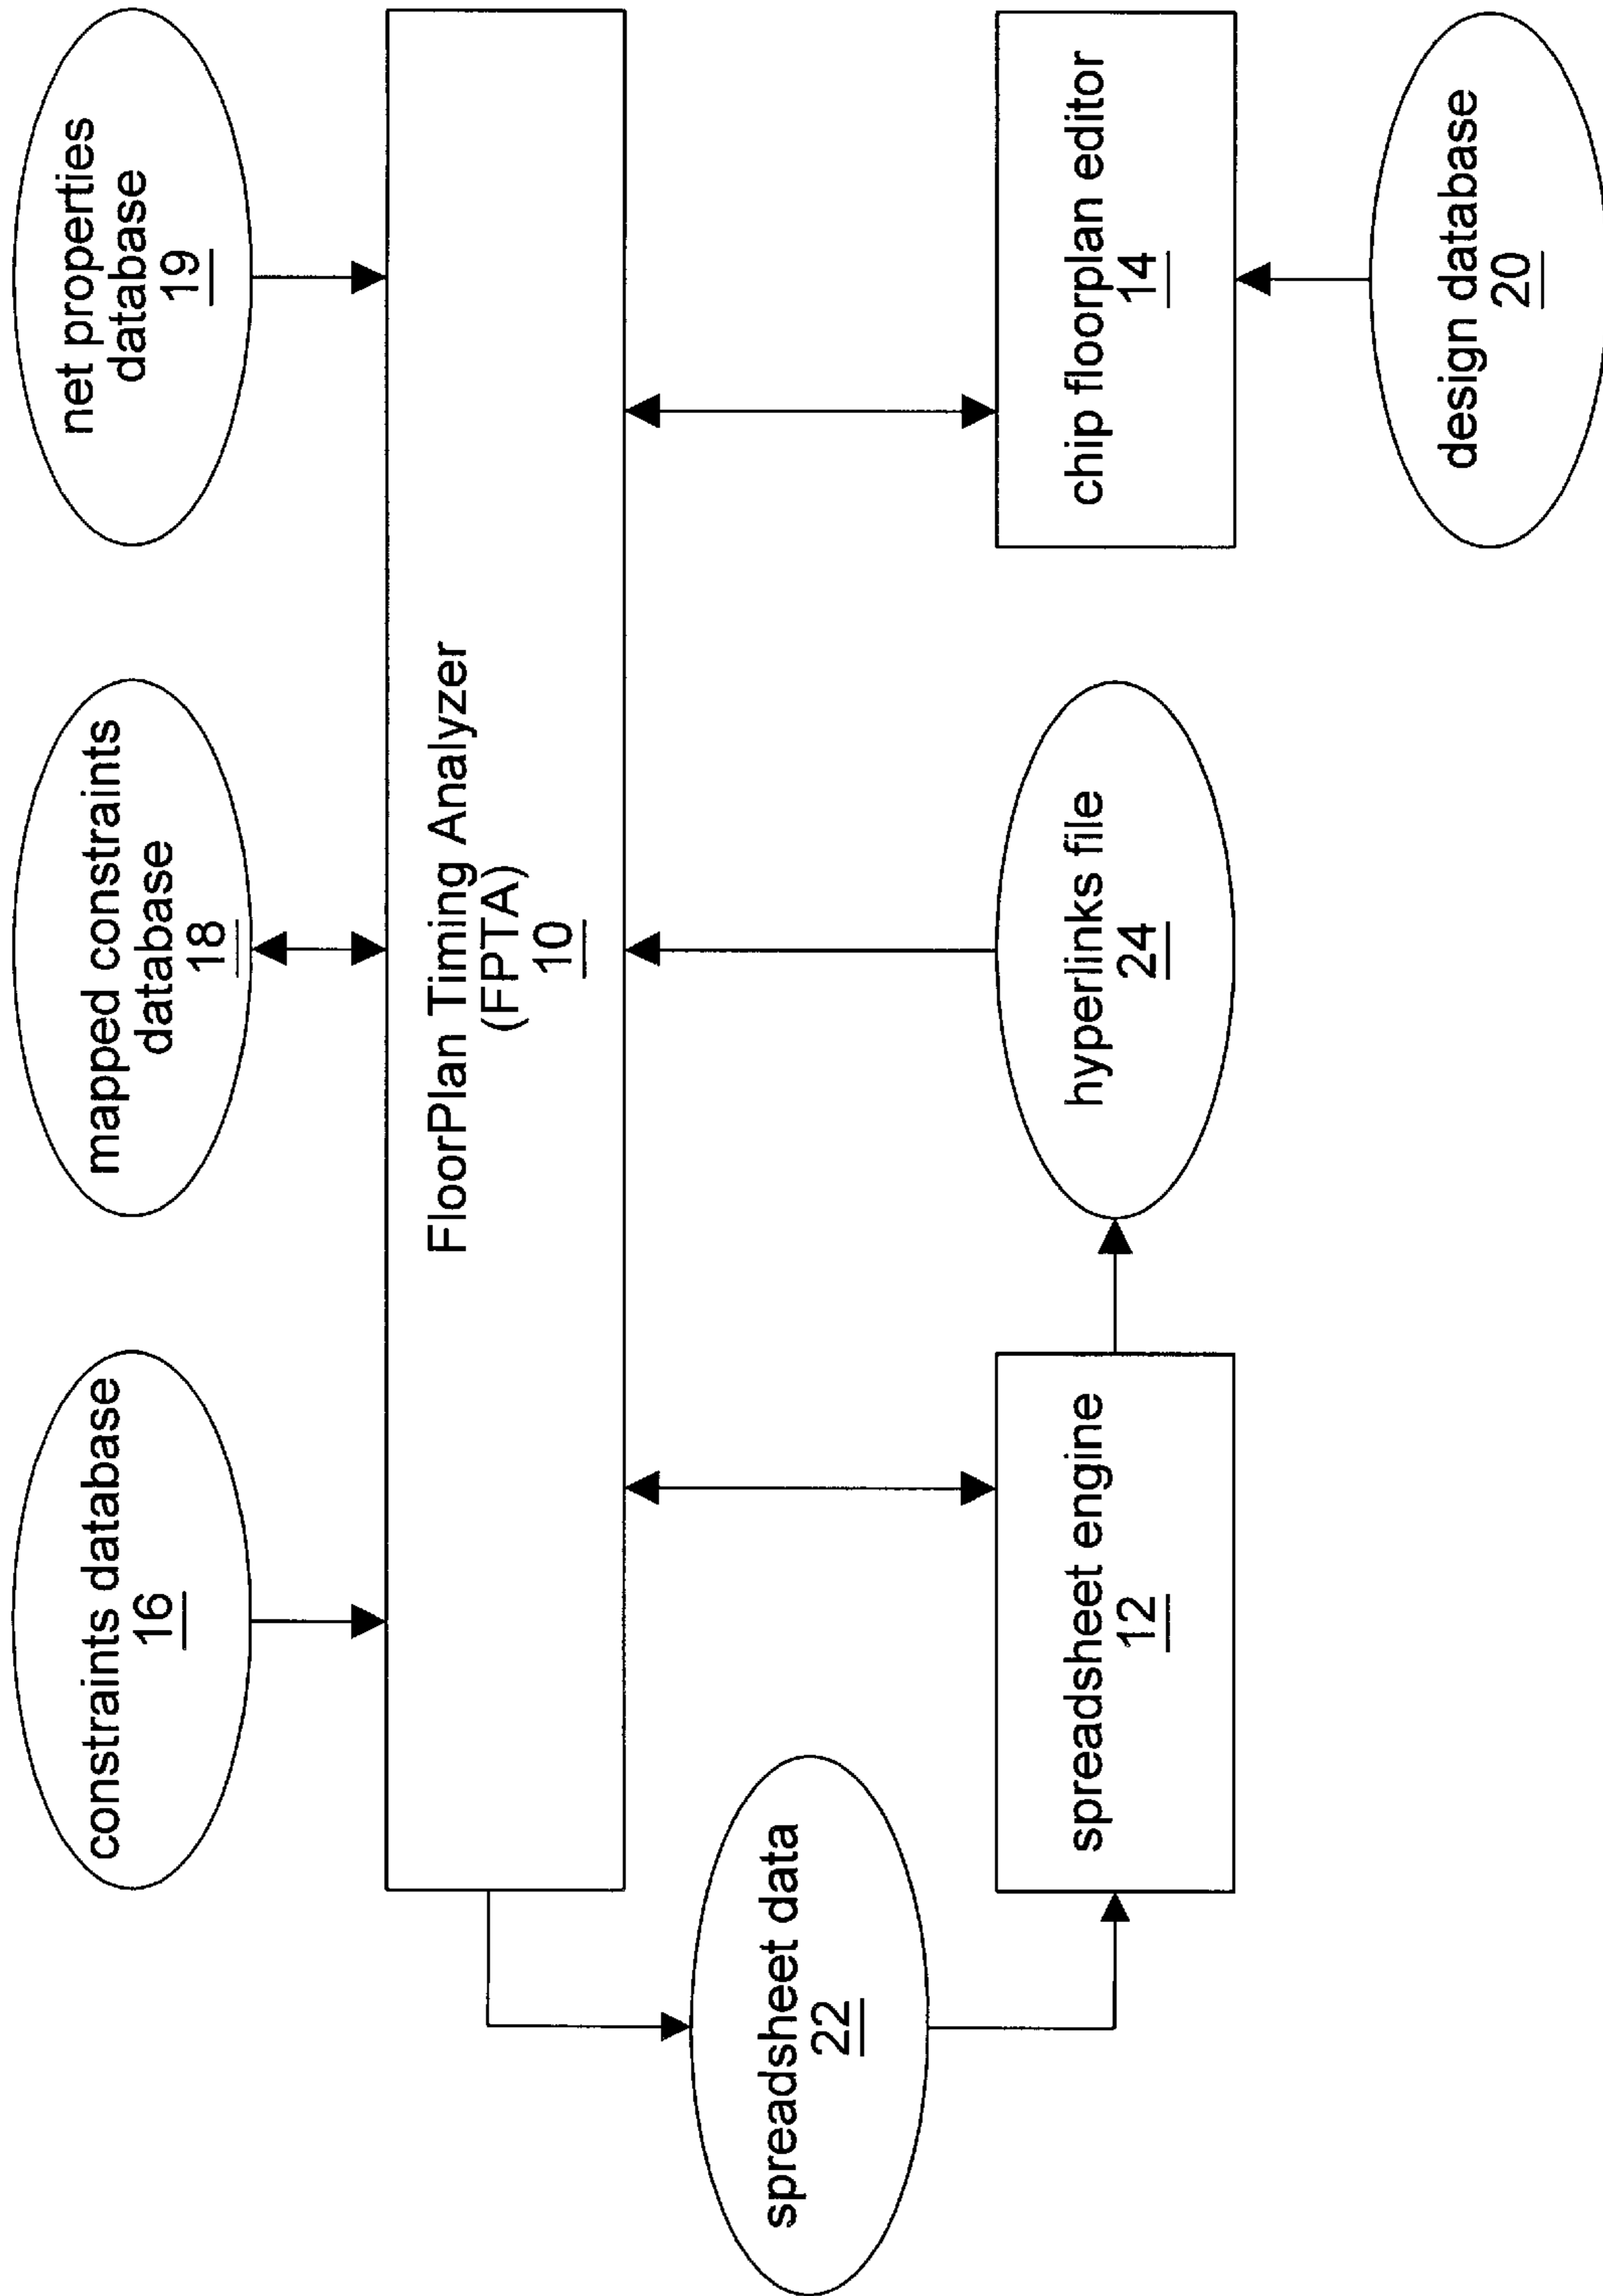 constraints database
16
mapped constraints
database
18
net properties
database
19
FloorPlan Timing Analyzer
(FPTA)
10
spreadsheet data
22
spreadsheet engine
12
hyperlinks file
24
chip floorplan editor
14
design database
20